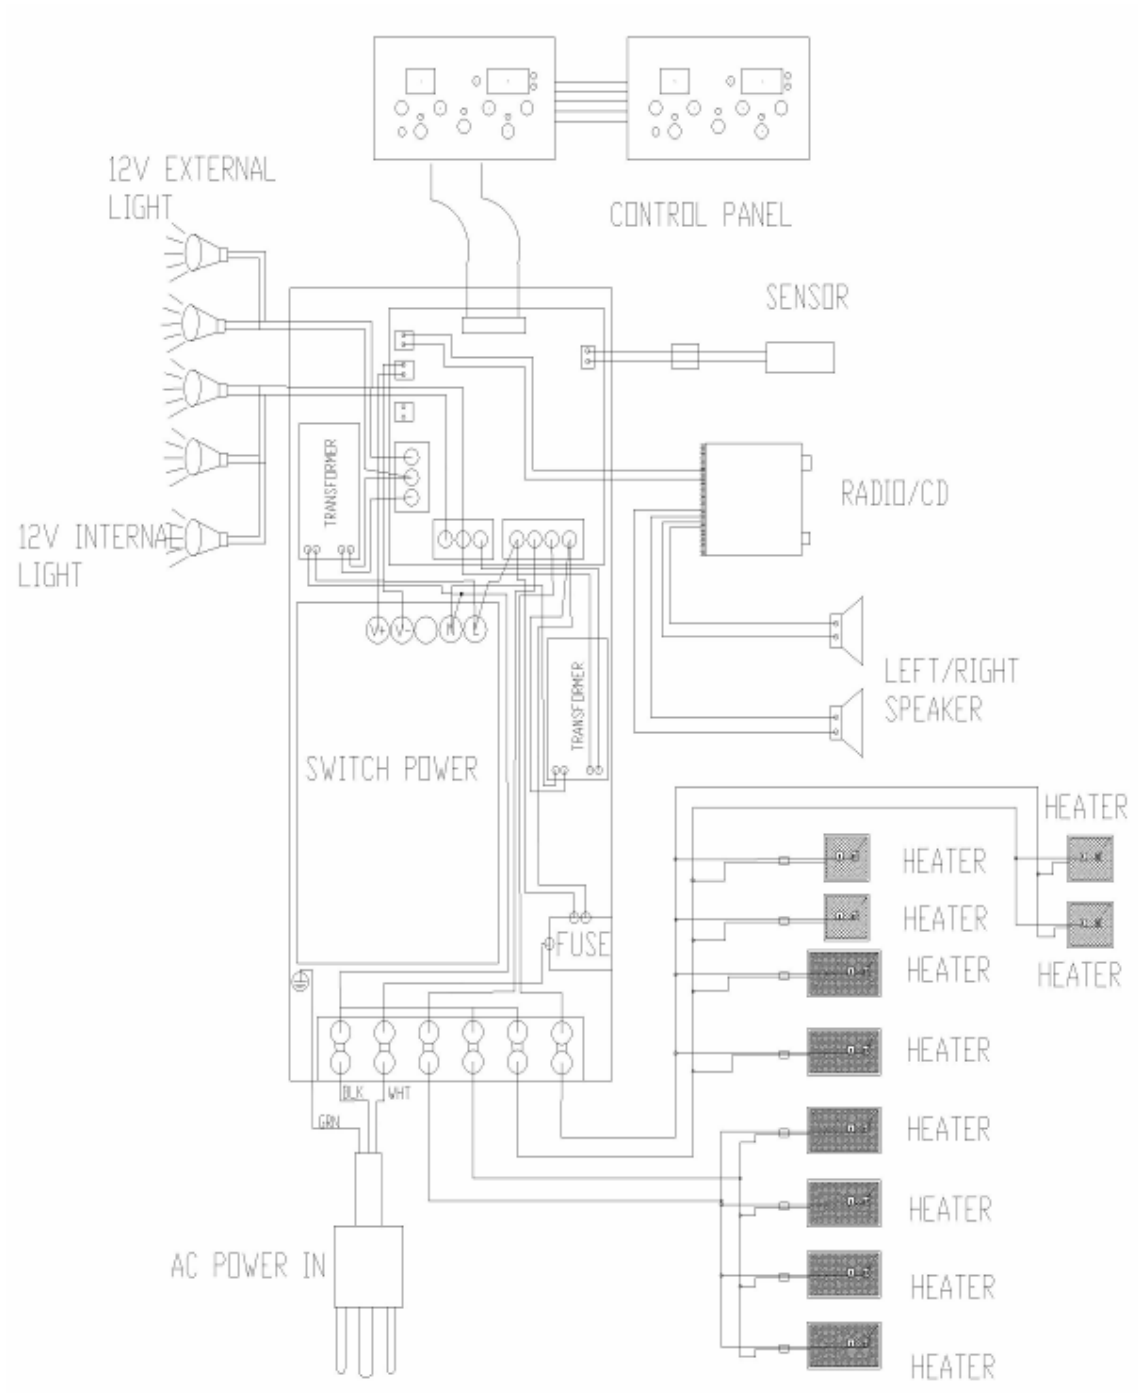 12V EXTERNAL
LIGHT
CONTROL PANEL
SENSOR
TRANSFORMER
RADIO/CD
12V INTERNAL
LIGHT
V+
V-
N
L
LEFT/RIGHT
SPEAKER
TRANSFORMER
SWITCH POWER
HEATER
HEATER
HEATER
FUSE
HEATER
HEATER
HEATER
BLK
WHT
GRN
HEATER
HEATER
AC POWER IN
HEATER
HEATER